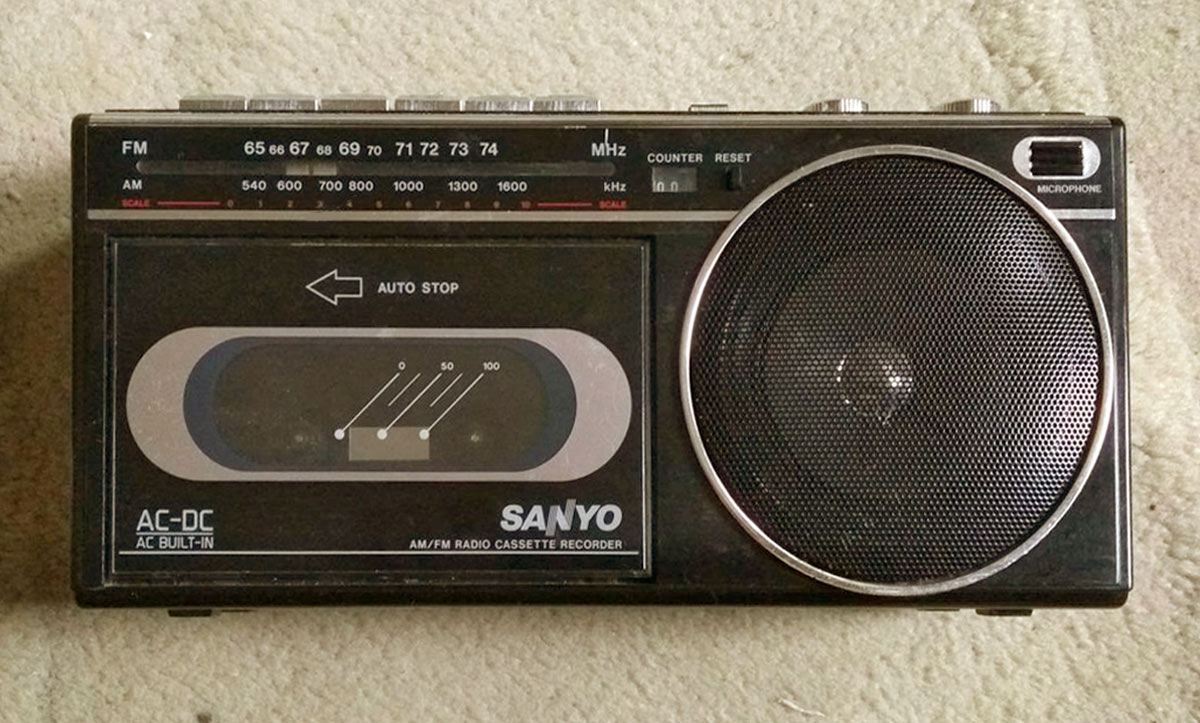 FM 65 66 67 68 69 70 71 72 73 74 MHz
COUNTER RESET
AM 540 600 700 800 1000 1300 1600 kHz
SCALE 0 1 2 3 4 5 6 7 8 9 10 SCALE
MICROPHONE
AUTO STOP
0 50 100
AC-DC
AC BUILT-IN
SANYO
AM/FM RADIO CASSETTE RECORDER